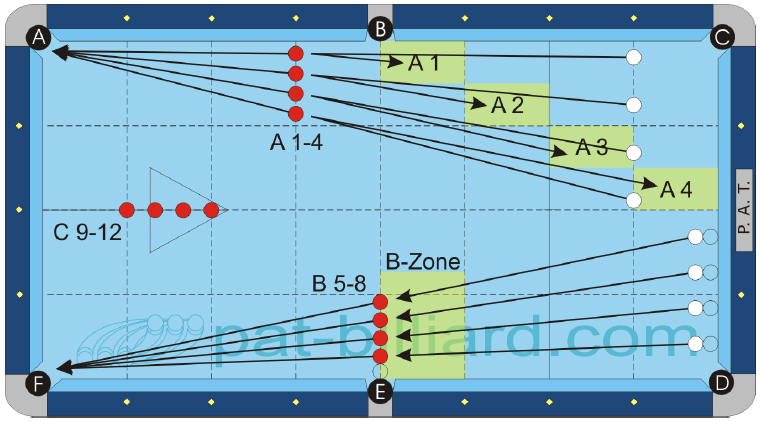 A
B
C
A 1
A 2
A 3
A 4
A 1-4
P. A. T.
C 9-12
B-Zone
B 5-8
pat-billiard.com
F
E
D